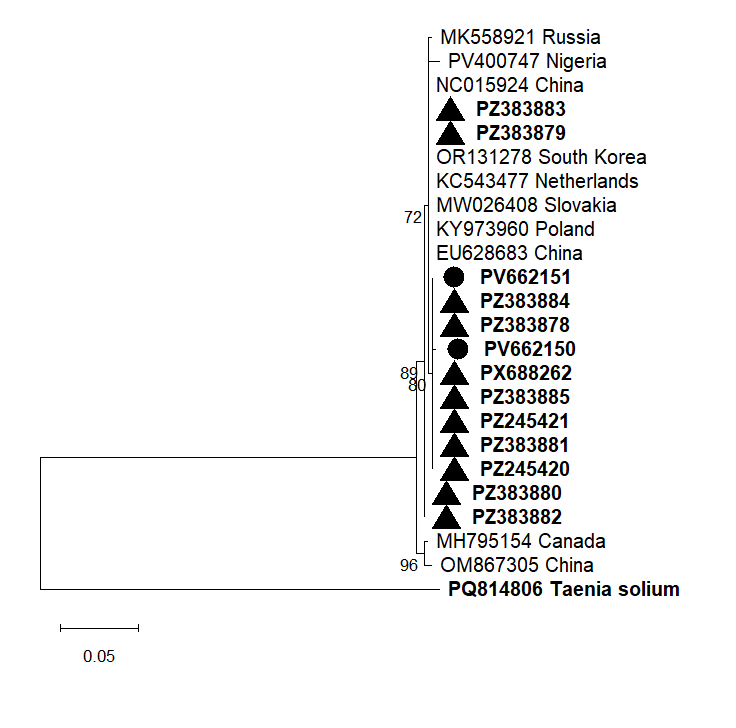 MK558921 Russia
PV400747 Nigeria
NC015924 China
PZ383883
PZ383879
OR131278 South Korea
KC543477 Netherlands
MW026408 Slovakia
72
KY973960 Poland
EU628683 China
PV662151
PZ383884
PZ383878
PV662150
89
PX688262
80
PZ383885
PZ245421
PZ383881
PZ245420
PZ383880
PZ383882
MH795154 Canada
96
OM867305 China
PQ814806 Taenia solium
0.05